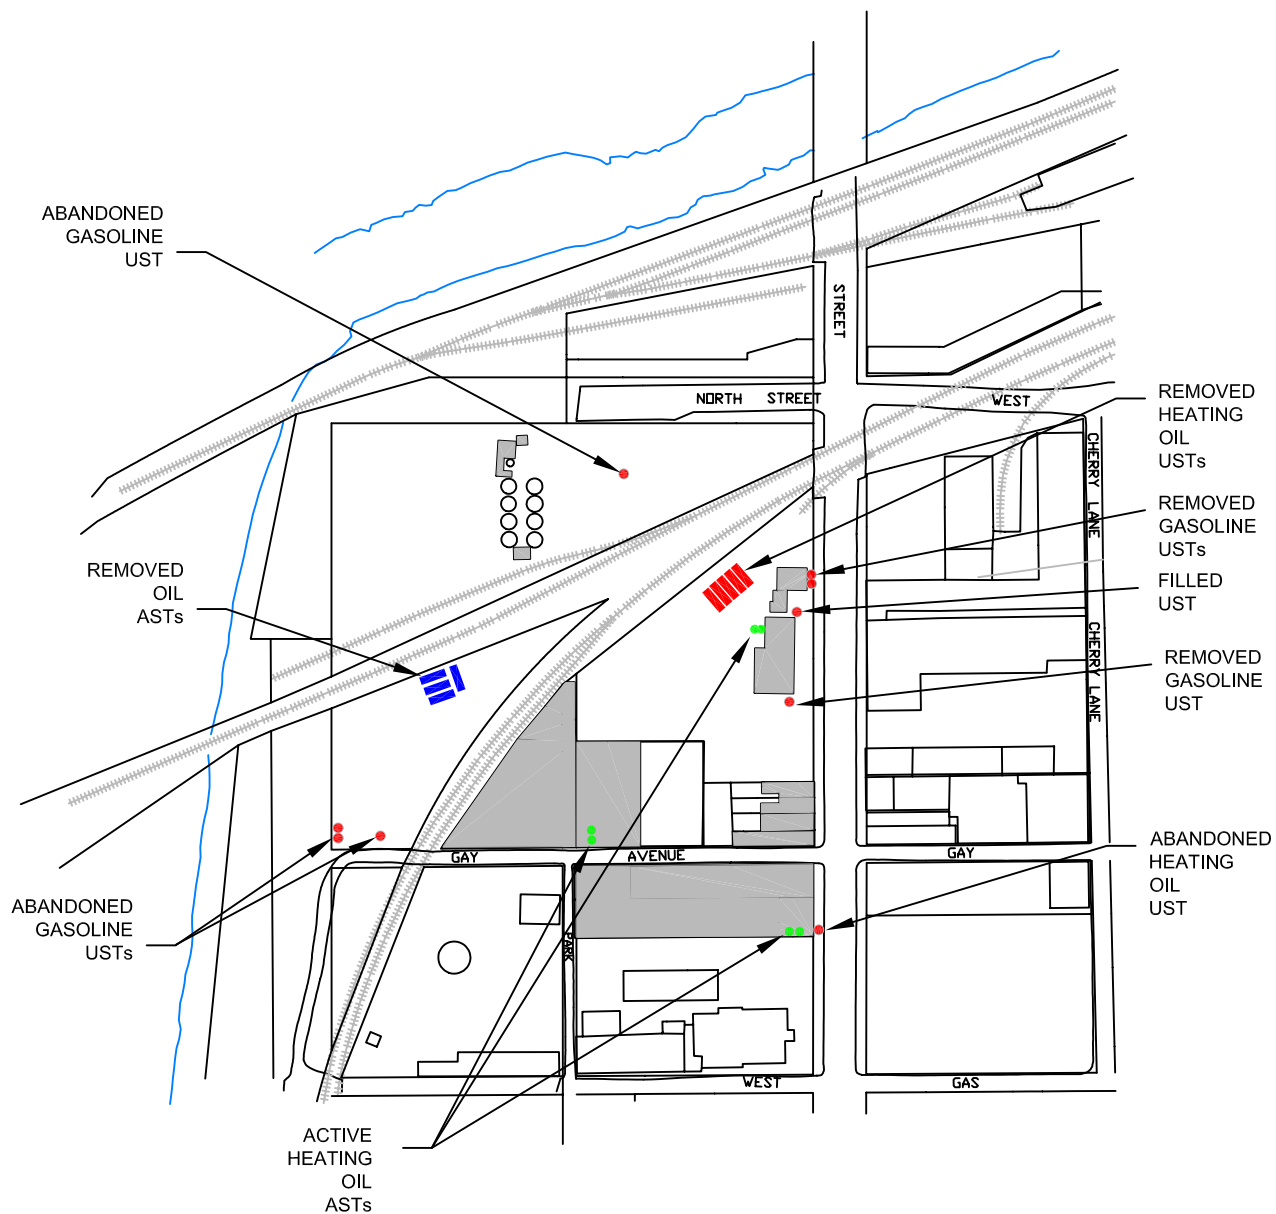 ABANDONED
GASOLINE
UST
STREET
NORTH STREET
WEST
REMOVED
HEATING
OIL
USTs
CHERRY LANE
REMOVED
GASOLINE
USTs
REMOVED
OIL
ASTs
FILLED
UST
CHERRY LANE
REMOVED
GASOLINE
UST
GAY AVENUE
GAY
ABANDONED
HEATING
OIL
UST
ABANDONED
GASOLINE
USTs
PARK
WEST
GAS
ACTIVE
HEATING
OIL
ASTs